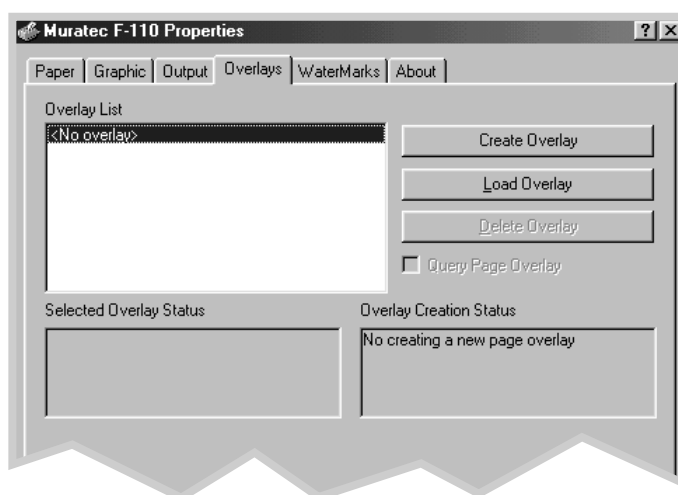 Muratec F-110 Properties
? ×
Paper Graphic Output Overlays WaterMarks About
Overlay List
<No overlay>
Create Overlay
Load Overlay
Delete Overlay
Query Page Overlay
Selected Overlay Status
Overlay Creation Status
No creating a new page overlay